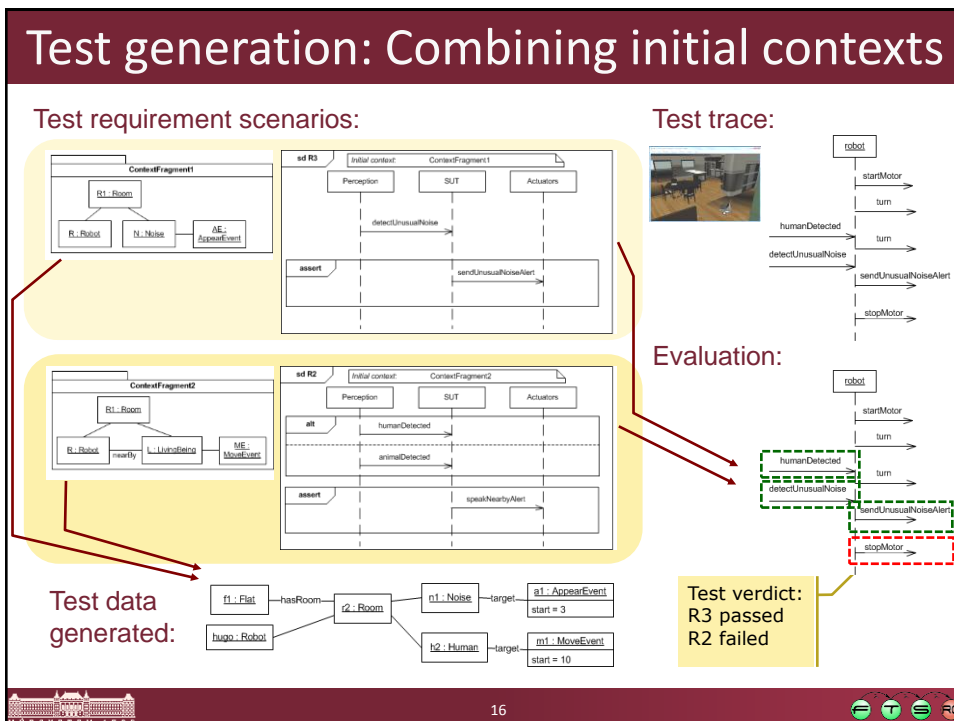 Test generation: Combining initial contexts
Test requirement scenarios:
ContextFragment1
R1 : Room
R : Robot
N : Noise
AE :
AppearEvent
sd R3
Initial context:
ContextFragment1
Perception
SUT
Actuators
detectUnusualNoise
assert
sendUnusualNoiseAlert
ContextFragment2
R1 : Room
R : Robot
nearBy
L : LivingBeing
ME :
MoveEvent
sd R2
Initial context:
ContextFragment2
Perception
SUT
Actuators
alt
humanDetected
animalDetected
assert
speakNearbyAlert
Test trace:
robot
startMotor
turn
humanDetected
turn
detectUnusualNoise
sendUnusualNoiseAlert
stopMotor
Evaluation:
robot
startMotor
turn
humanDetected
turn
detectUnusualNoise
sendUnusualNoiseAlert
stopMotor
Test data
generated:
f1 : Flat
hasRoom
r2 : Room
hugo : Robot
n1 : Noise
target
a1 : AppearEvent
start = 3
h2 : Human
target
m1 : MoveEvent
start = 10
Test verdict:
R3 passed
R2 failed
16
F T S